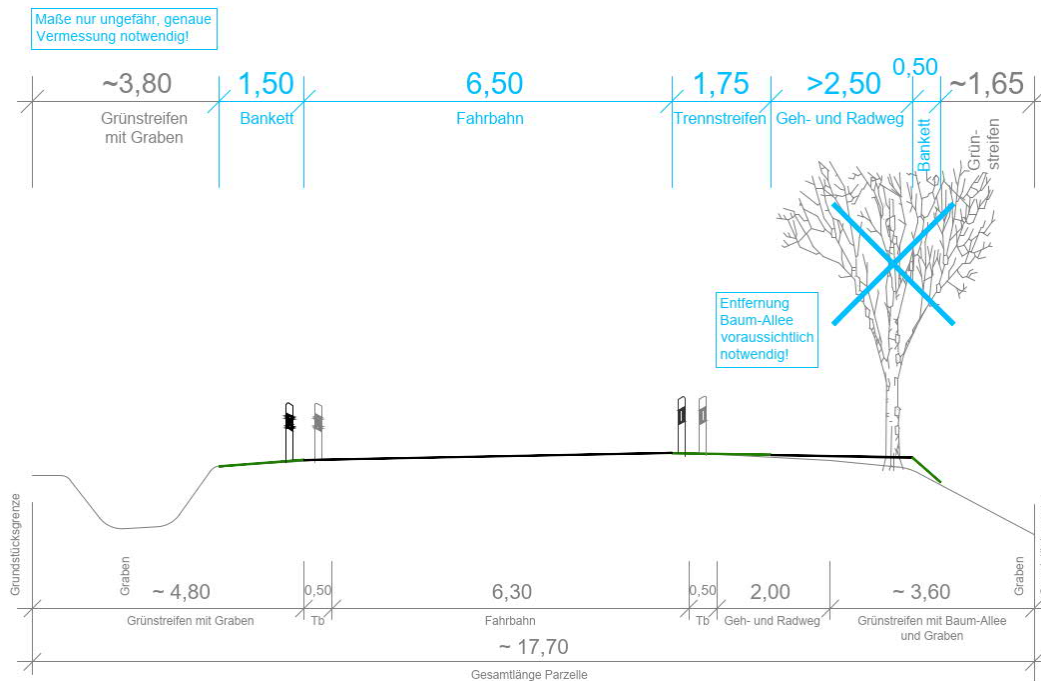 Maße nur ungefähr, genaue
Vermessung notwendig!
~3,80
1,50
6,50
1,75
>2,50
0,50
~1,65
Grünstreifen
mit Graben
Bankett
Fahrbahn
Trennstreifen
Geh- und Radweg
Bankett
Grün-
streifen
Entfernung
Baum-Allee
voraussichtlich
notwendig!
Grundstücksgrenze
Graben
Graben
~ 4,80
0,50
6,30
0,50
2,00
~ 3,60
Grünstreifen mit Graben
Tb
Fahrbahn
Tb
Geh- und Radweg
Grünstreifen mit Baum-Allee
und Graben
~ 17,70
Gesamtlänge Parzelle